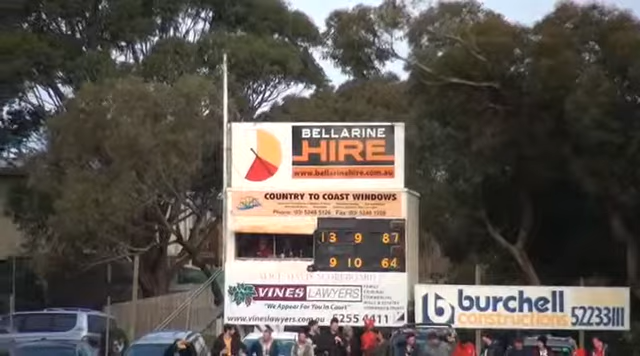 BELLARINE
HIRE
www.bellarinehire.com.au
COUNTRY TO COAST WINDOWS
13 9 87
9 10 64
SCOREBOARD
VINES LAWYERS
"We Appear For You In Court"
www.vineslawyers.com.au 5255 4411
b burchell
constructions 52233111